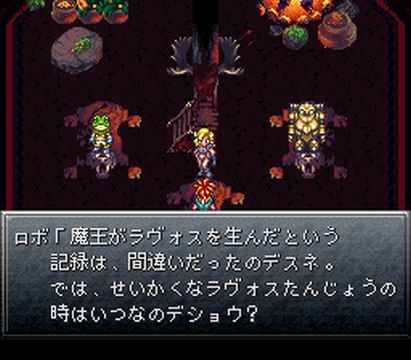 ロボ「魔王がラヴォスを生んだという
記録は、間違いだったのデスネ。
では、せいかくなラヴォスたんじょうの
時はいつなのデショウ?